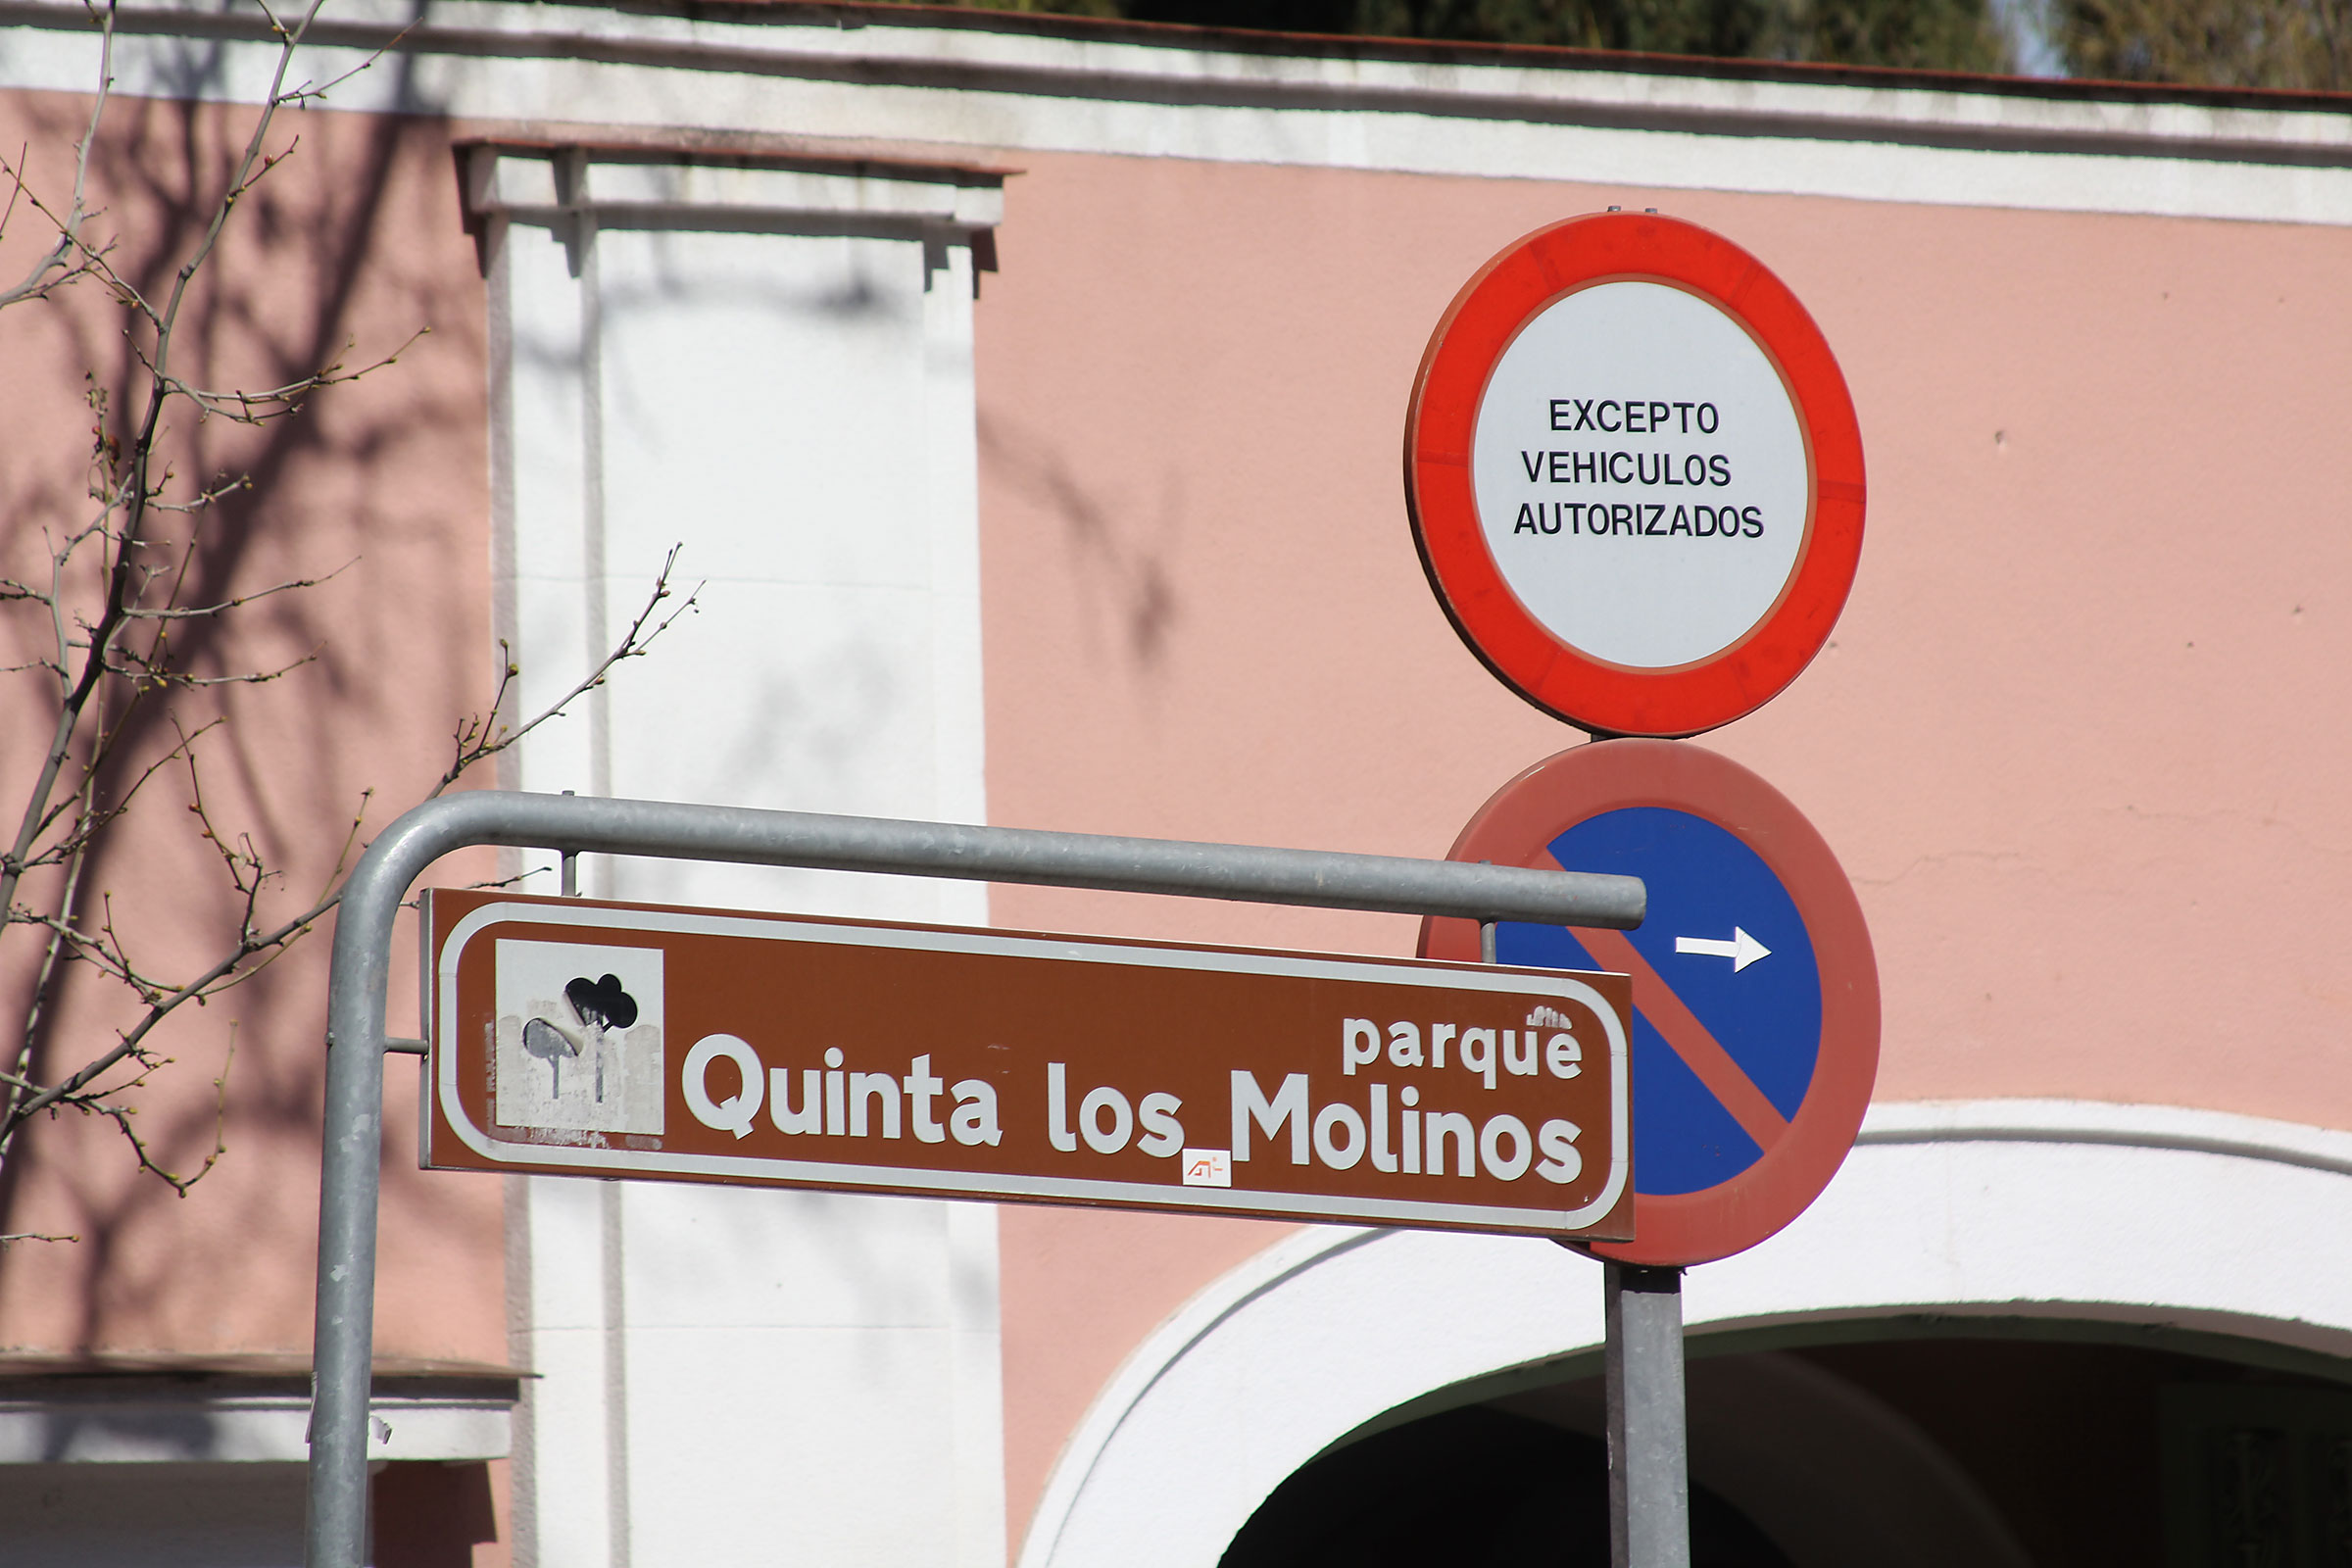 EXCEPTO
VEHICULOS
AUTORIZADOS
parque
Quinta los Molinos